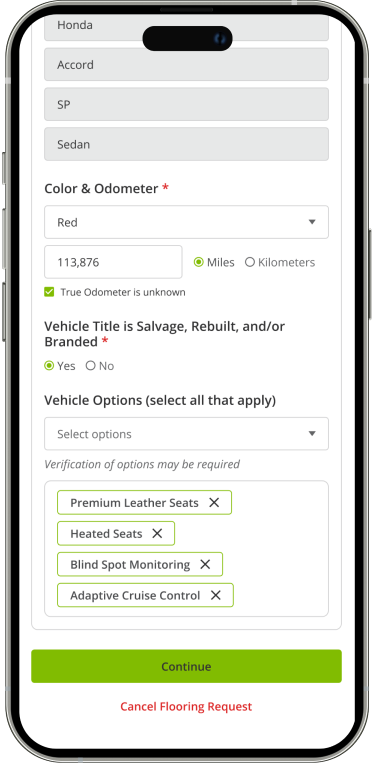 Honda
Accord
SP
Sedan
Color & Odometer *
Red
113,876 Miles Kilometers
True Odometer is unknown
Vehicle Title is Salvage, Rebuilt, and/or
Branded *
Yes No
Vehicle Options (select all that apply)
Select options
Verification of options may be required
Premium Leather Seats
Heated Seats
Blind Spot Monitoring
Adaptive Cruise Control
Continue
Cancel Flooring Request